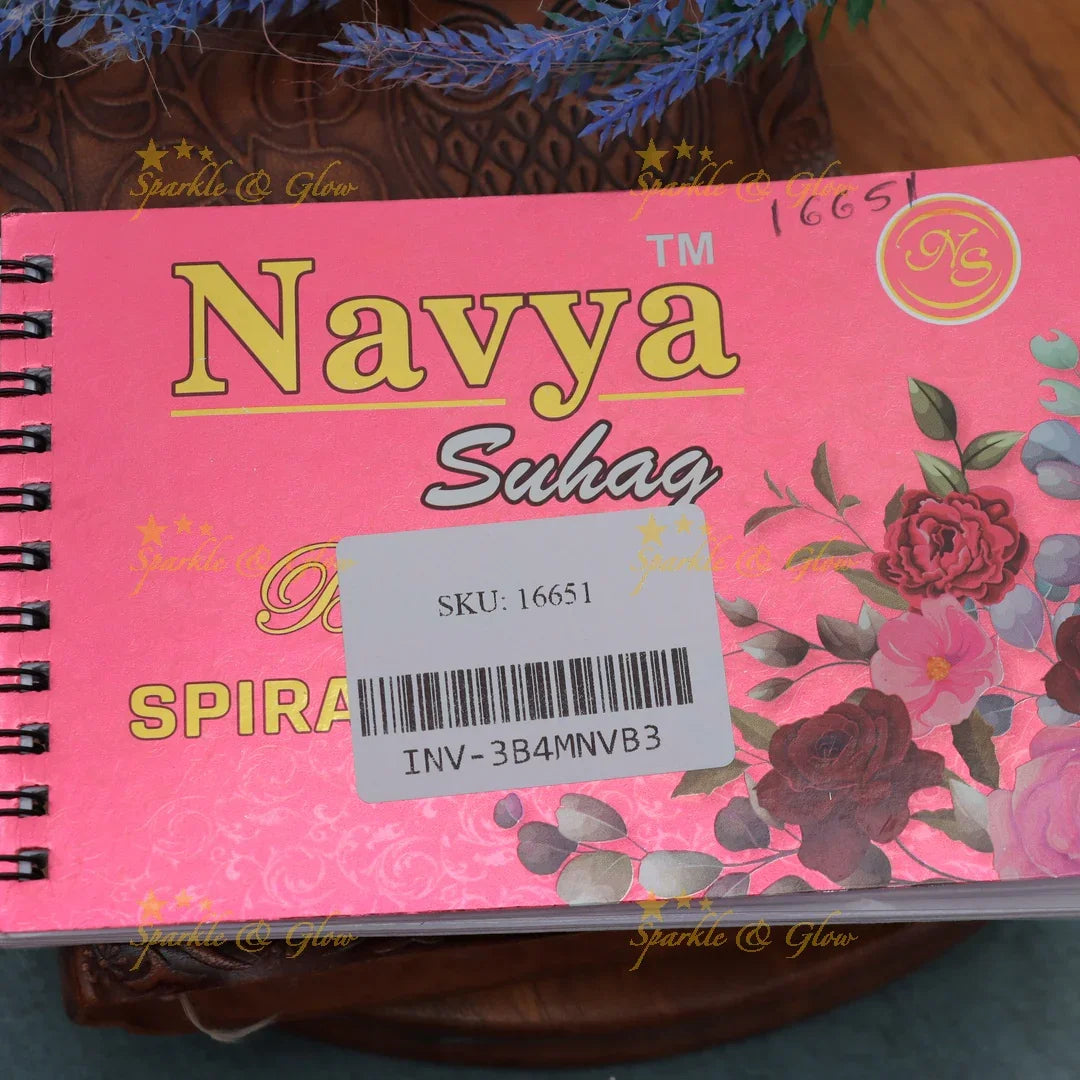 Sparkle & Glow
Sparkle & Glow
16651
NS
TM
Navya
Suhag
Sparkle & Glow
Sparkle & Glow
SKU: 16651
SPIRA
INV-3B4MNVB3
Sparkle & Glow
Sparkle & Glow